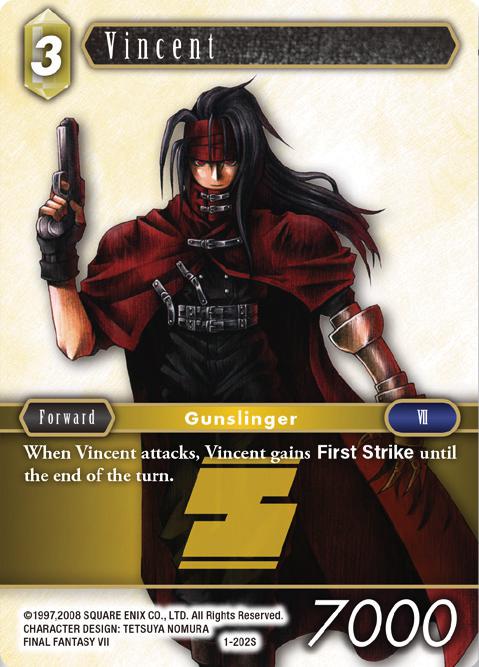 3
Vincent
Forward
Gunslinger
VII
When Vincent attacks, Vincent gains First Strike until
the end of the turn.
©1997,2008 SQUARE ENIX CO., LTD. All Rights Reserved.
CHARACTER DESIGN: TETSUYA NOMURA
FINAL FANTASY VII
1-202S
7000